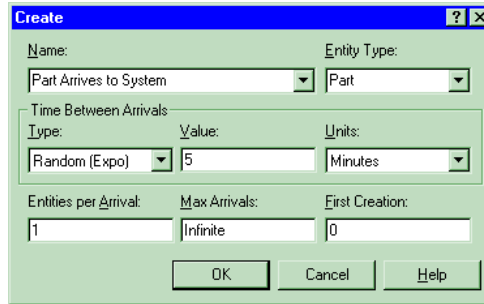 Create
Name: Entity Type:
Part Arrives to System Part
Time Between Arrivals
Type: Value: Units:
Random (Expo) 5 Minutes
Entities per Arrival: Max Arrivals: First Creation:
1 Infinite 0
OK Cancel Help